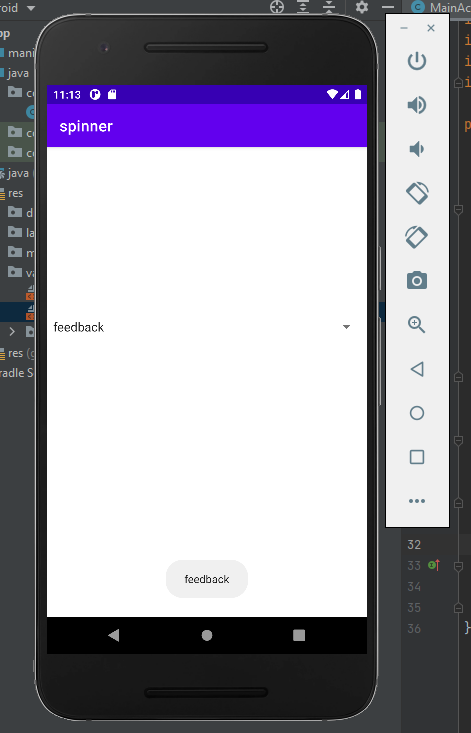 roid
MainAc
pp
mani
java
co
co
co
java (
res
d
la
m
va
res (g
radle S
11:13
spinner
feedback
feedback
32
33
34
35
36
}